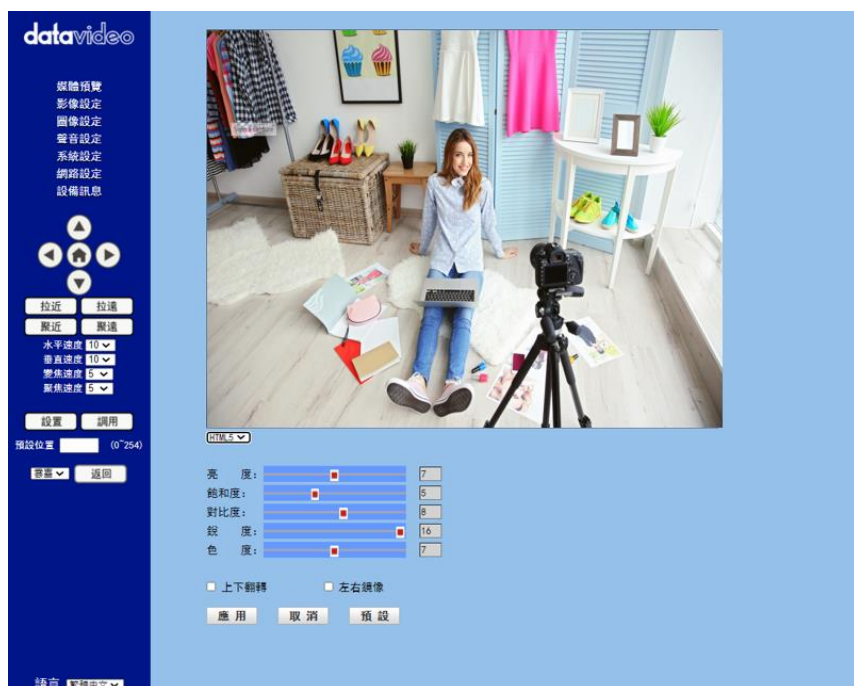 datavideo
媒體預覽
影像設定
圖像設定
聲音設定
系統設定
網路設定
設備訊息
拉近 拉遠
聚近 聚遠
水平速度 10
垂直速度 10
變焦速度 5
聚焦速度 5
設置 調用
預設位置 (0~254)
返回
語言 繁體中文
HTML5
亮 度: 7
飽和度: 5
對比度: 8
銳 度: 16
色 度: 7
上下翻轉 左右鏡像
應用 取消 預設